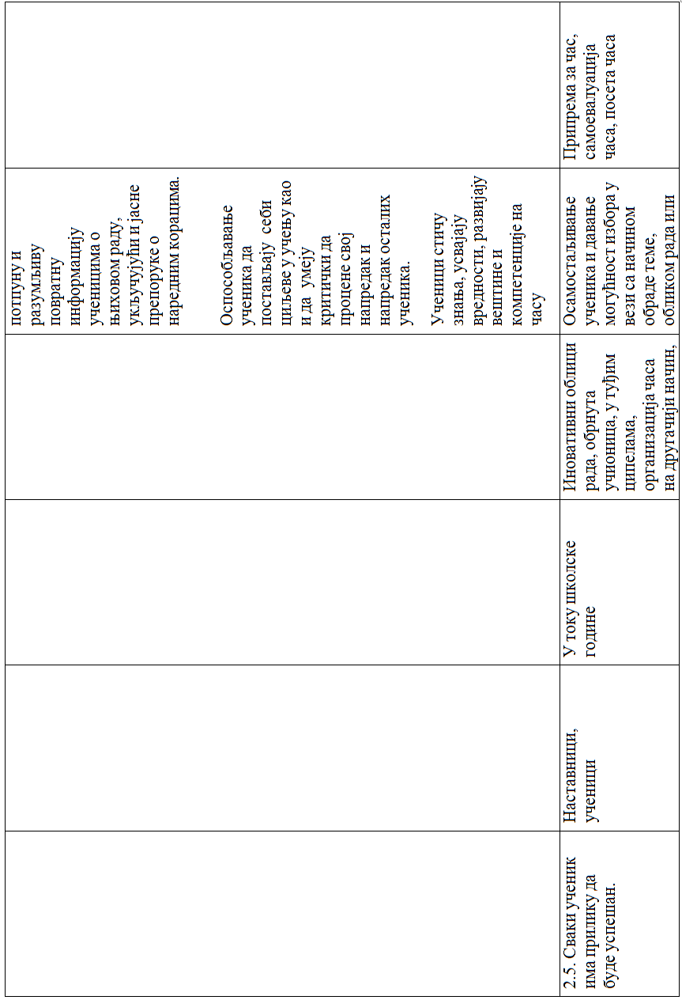 потпуну и
разумљиву
повратну
информацију
ученицима о
њиховом раду,
укључујући и јасне
препоруке о
наредним корацима.
Оспособљавање
ученика да
постављају себи
циљеве у учењу као
и да умеју
критички да
процене свој
напредак и
напредак осталих
ученика.
Ученици стичу
знања, усвајају
вредности, развијају
вештине и
компетенције на
часу
2.5. Сваки ученик
има прилику да
буде успешан.
Наставници,
ученици
У току школске
године
Иновативни облици
рада, обрнута
учионица, у туђим
ципелама,
организација часа
на другачији начин,
Осамостаљивање
ученика и давање
могућност избора у
вези са начином
обраде теме,
обликом рада или
Припрема за час,
самоевалуација
часа, посета часа